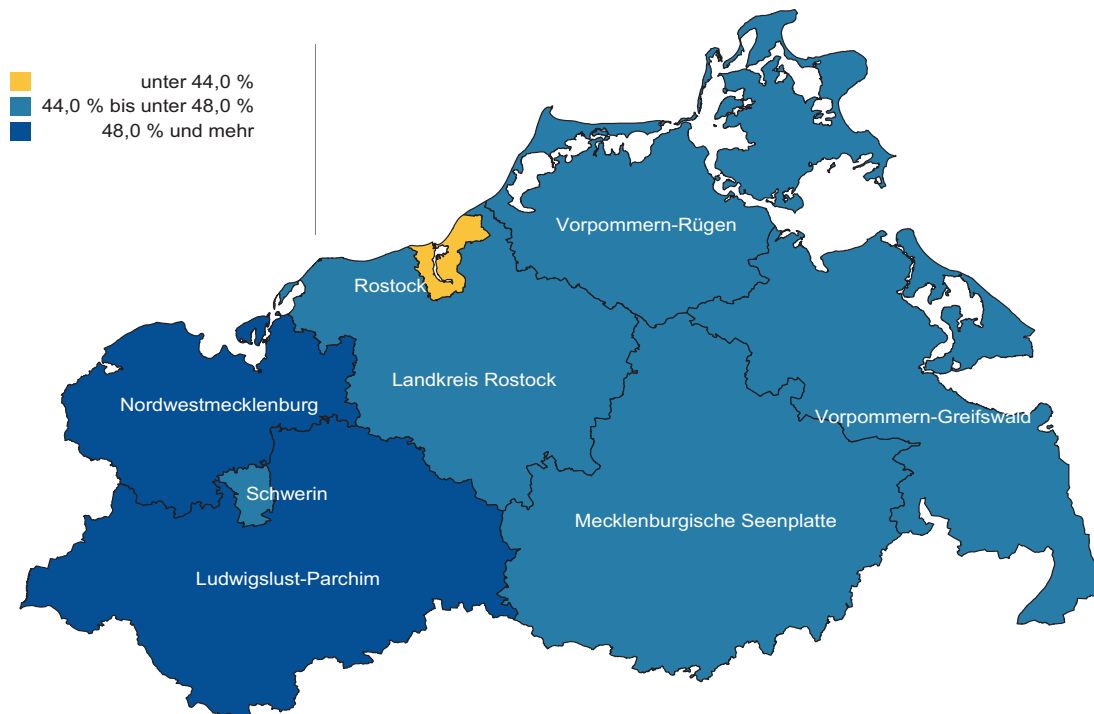 unter 44,0 %
44,0 % bis unter 48,0 %
48,0 % und mehr
Vorpommern-Rügen
Rostock
Landkreis Rostock
Nordwestmecklenburg
Vorpommern-Greifswald
Schwerin
Mecklenburgische Seenplatte
Ludwigslust-Parchim